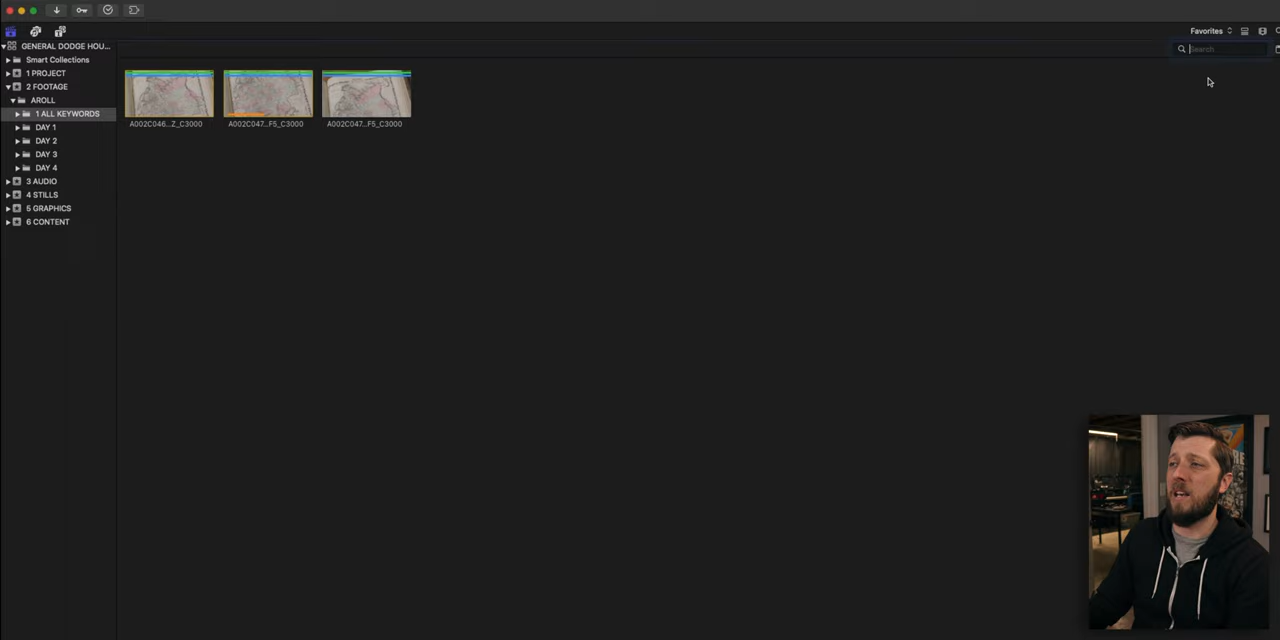 Favorites
GENERAL DODGE HOU...
Search
Smart Collections
1 PROJECT
2 FOOTAGE
AROLL
1 ALL KEYWORDS
DAY 1
DAY 2
DAY 3
DAY 4
3 AUDIO
4 STILLS
5 GRAPHICS
6 CONTENT
A002C046...Z_C3000
A002C047...F5_C3000
A002C047...F5_C3000